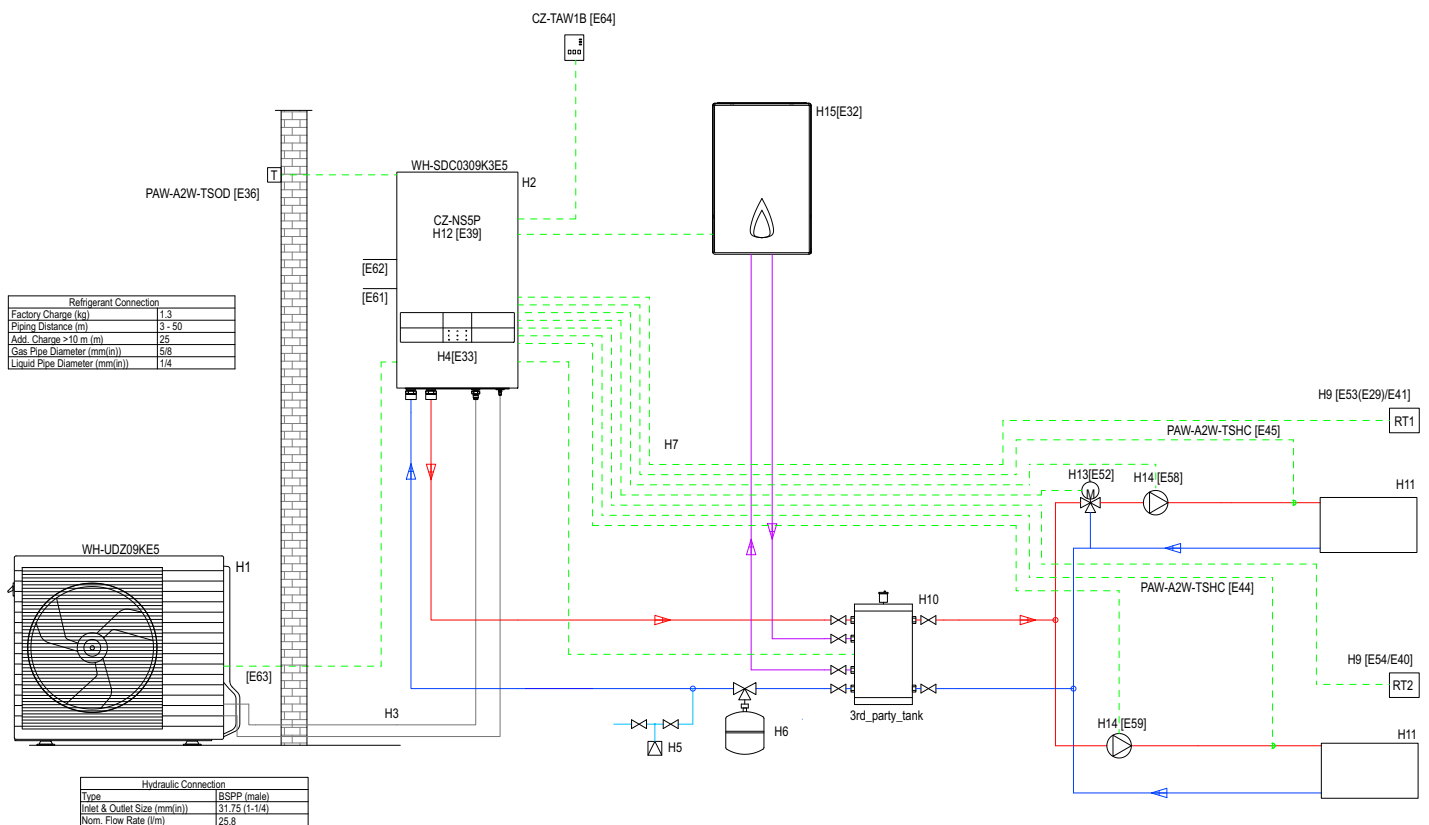 CZ-TAW1B [E64]
H15[E32]
WH-SDC0309K3E5
T
H2
PAW-A2W-TSOD [E36]
CZ-NS5P
H12 [E39]
[E62]
[E61]
Refrigerant Connection
Factory Charge (kg) 1.3
Piping Distance (m) 3 - 50
Add. Charge >10 m (m) 25
Gas Pipe Diameter (mm(in)) 5/8
Liquid Pipe Diameter (mm(in)) 1/4
H4[E33]
H9 [E53(E29)/E41]
RT1
PAW-A2W-TSHC [E45]
H7
H13[E52]
M
H14 [E58]
H11
WH-UDZ09KE5
H1
PAW-A2W-TSHC [E44]
H10
[E63]
H9 [E54/E40]
RT2
H3
3rd_party_tank
H14 [E59]
H6
H5
H11
Hydraulic Connection
Type BSPP (male)
Inlet & Outlet Size (mm(in)) 31.75 (1-1/4)
Nom. Flow Rate (l/m) 25.8